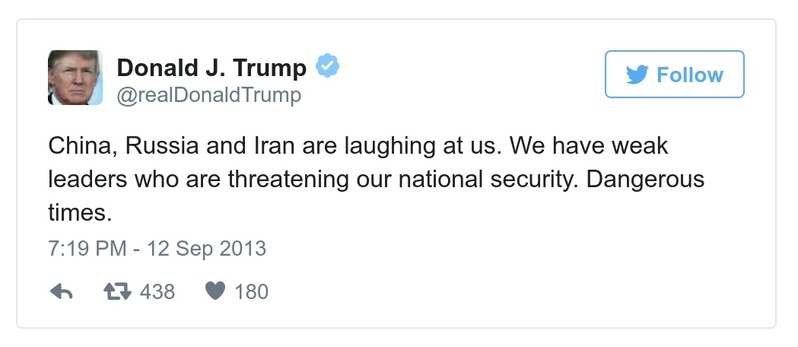 Donald J. Trump
Follow
@realDonaldTrump
China, Russia and Iran are laughing at us. We have weak
leaders who are threatening our national security. Dangerous
times.
7:19 PM - 12 Sep 2013
438 180